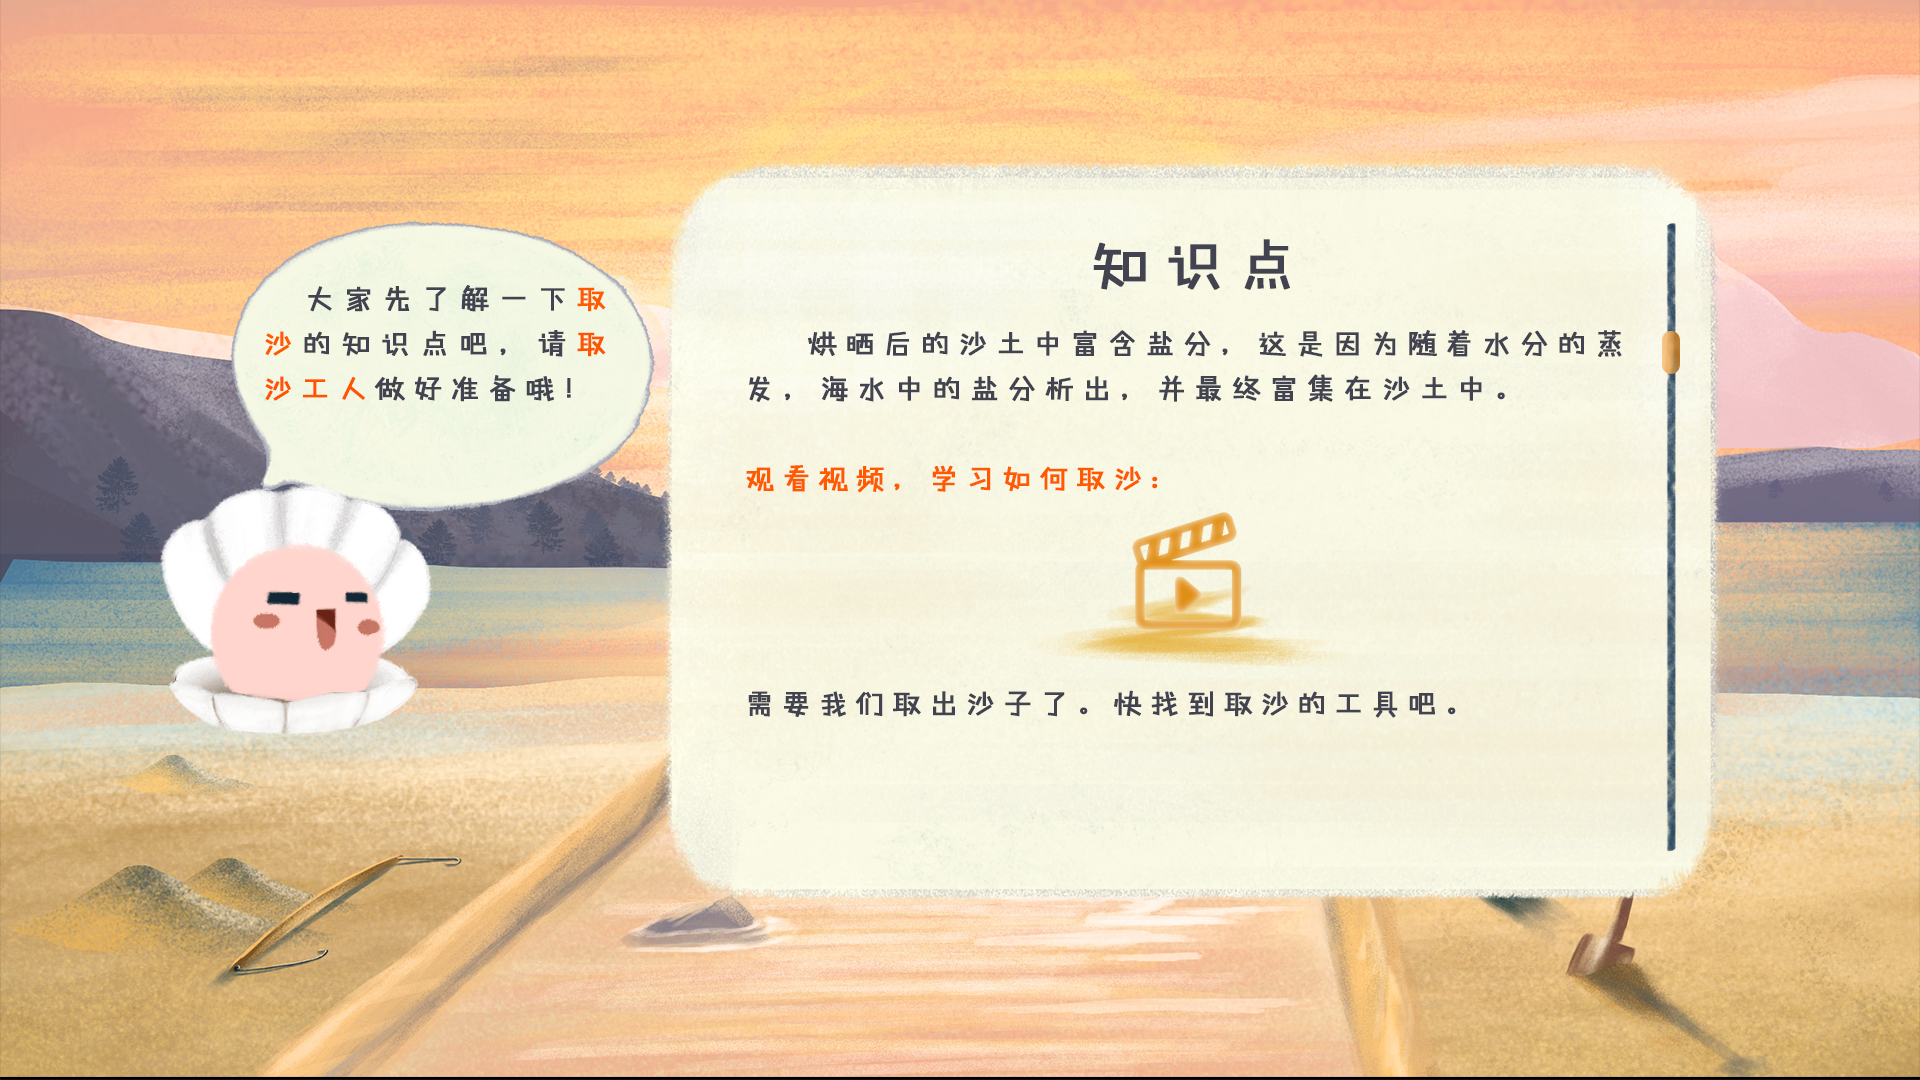 大家先了解一下取
沙的知识点吧，请取
沙工人做好准备哦！
知识点
烘晒后的沙土中富含盐分，这是因为随着水分的蒸
发，海水中的盐分析出，并最终富集在沙土中。
观看视频，学习如何取沙：
需要我们取出沙子了。快找到取沙的工具吧。